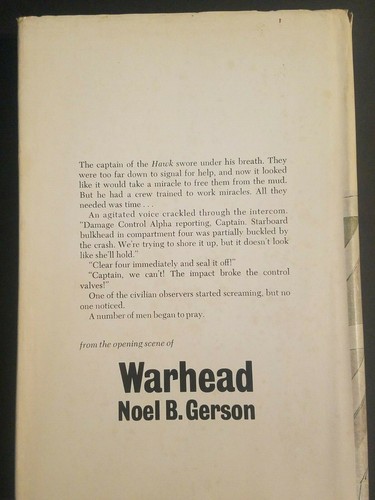 The captain of the Hawk swore under his breath. They
were too far down to signal for help, and now it looked
like it would take a miracle to free them from the mud.
But he had a crew trained to work miracles. All they
needed was time . . .
An agitated voice crackled through the intercom.
"Damage Control Alpha reporting, Captain. Starboard
bulkhead in compartment four was partially buckled by
the crash. We're trying to shore it up, but it doesn't look
like she'll hold."
"Clear four immediately and seal it off!"
"Captain, we can't! The impact broke the control
valves!"
One of the civilian observers started screaming, but no
one noticed.
A number of men began to pray.
from the opening scene of
Warhead
Noel B. Gerson